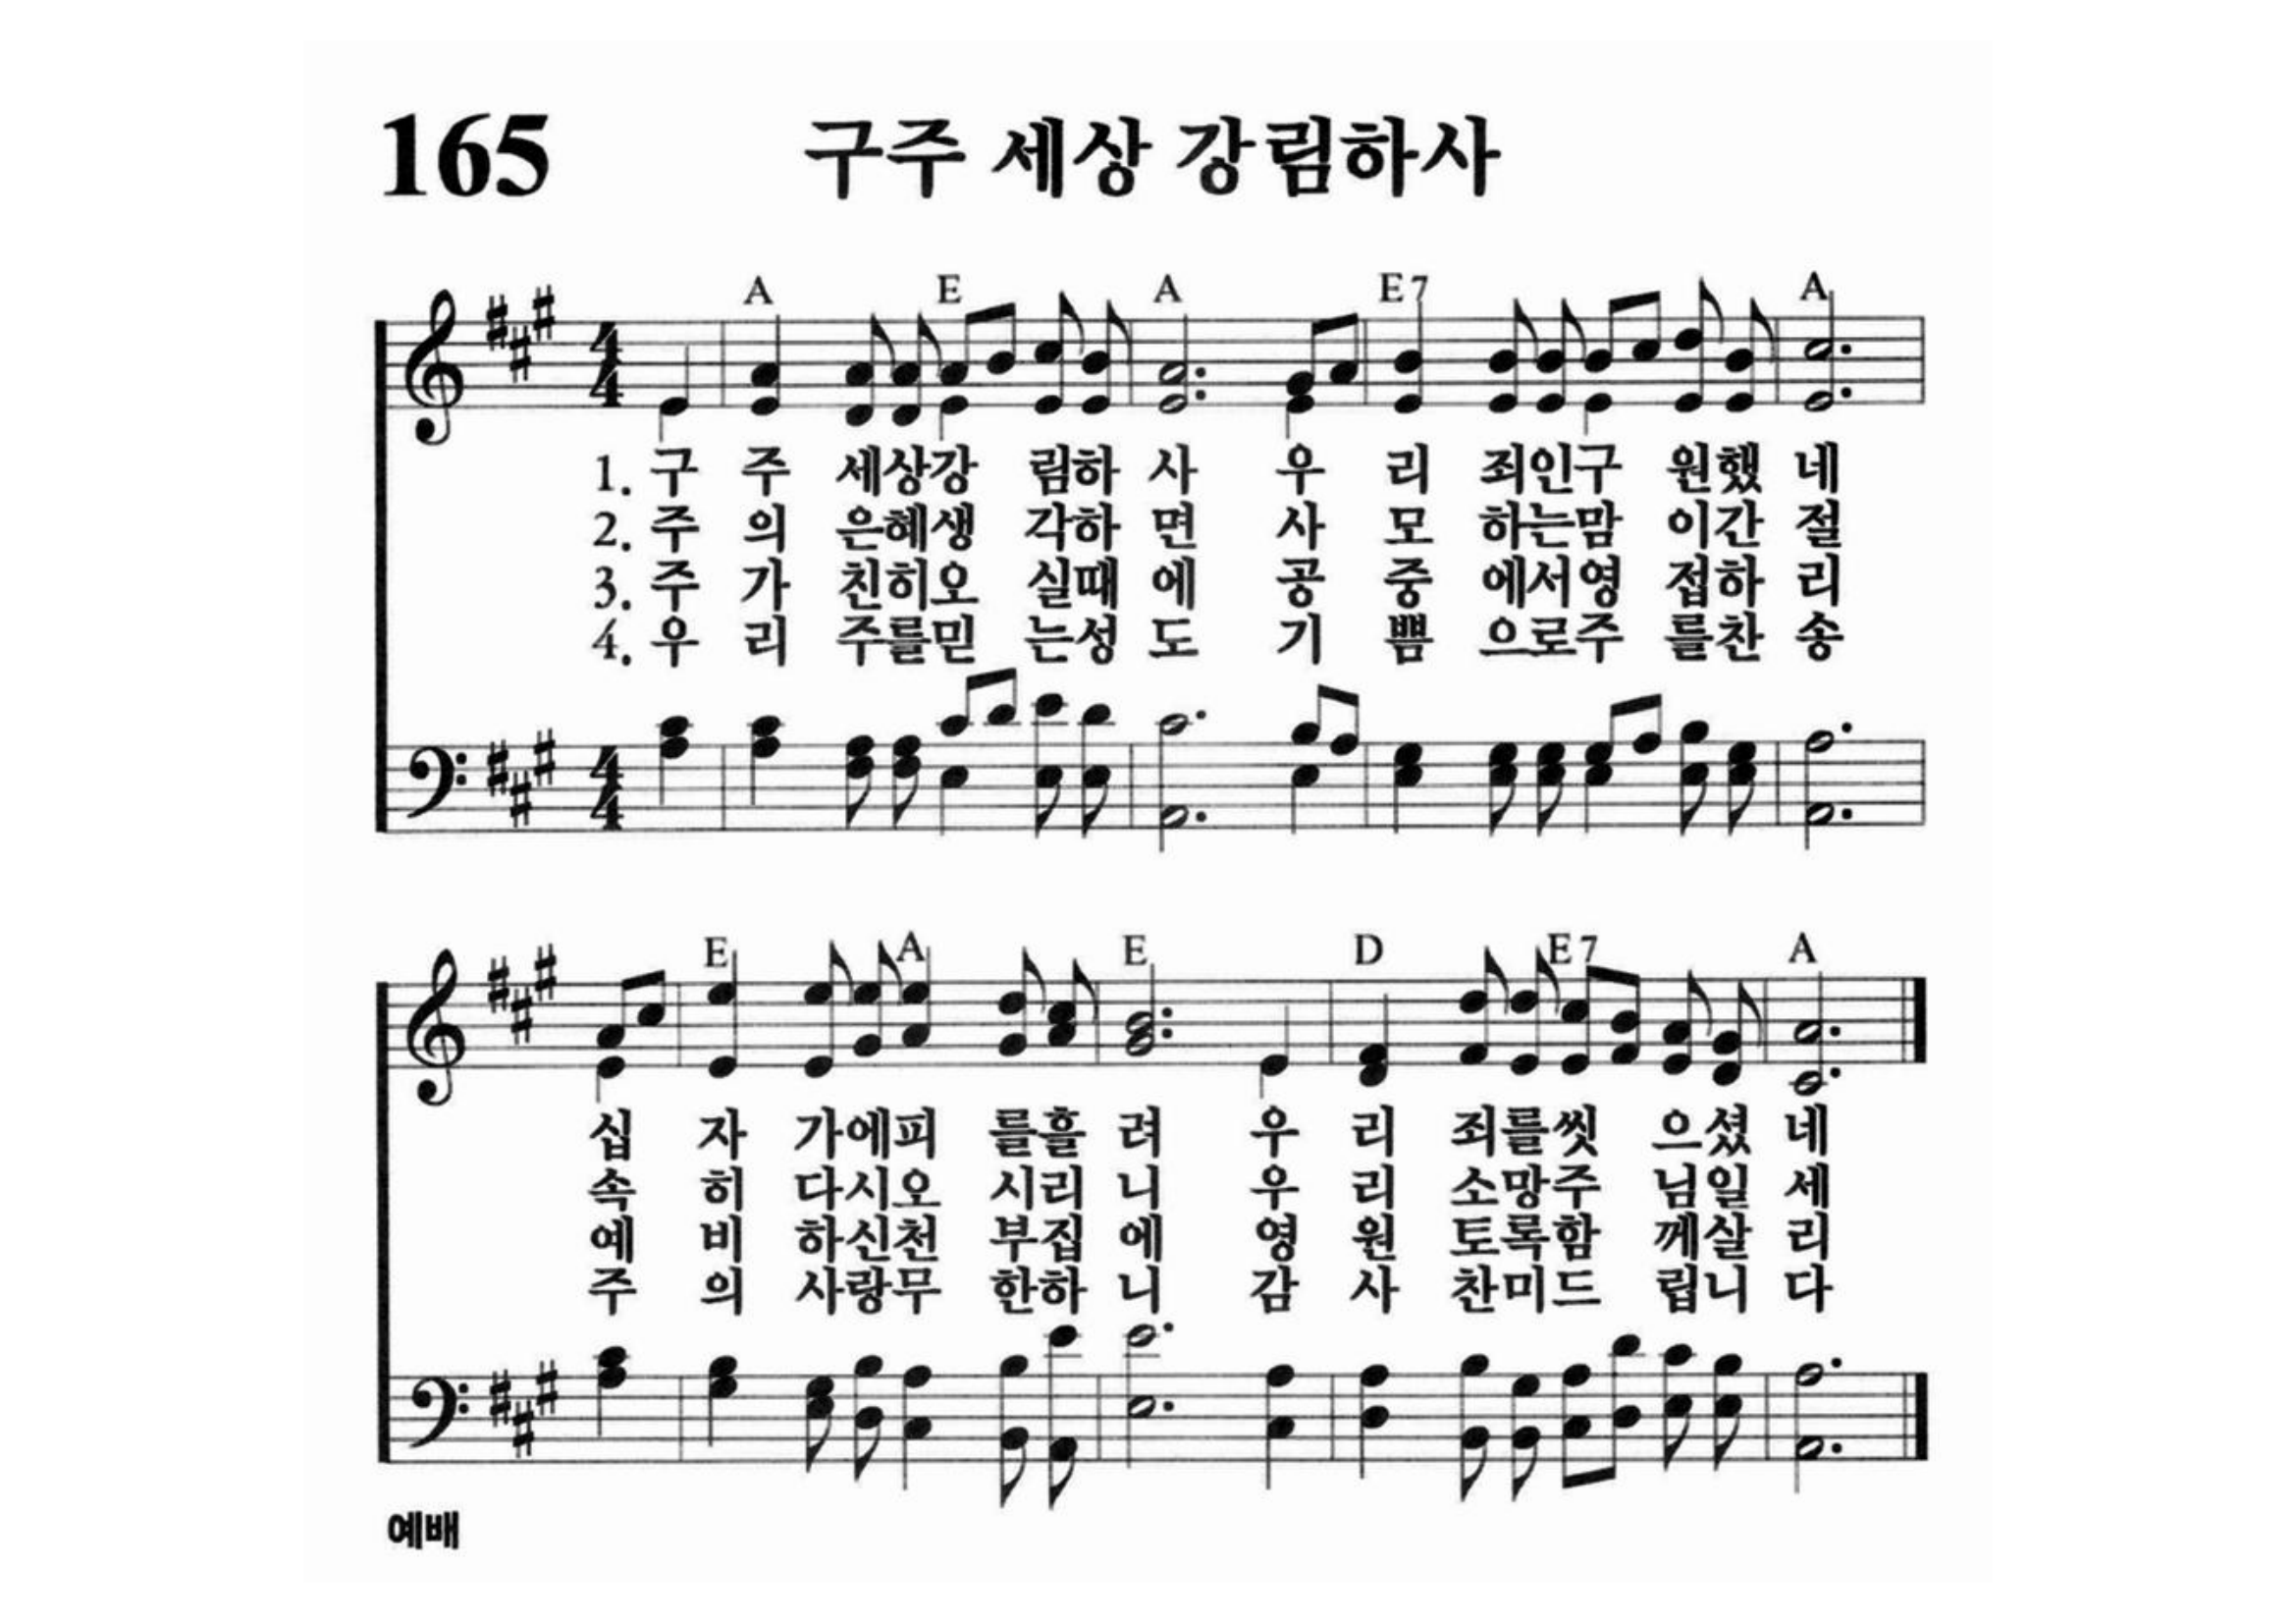 165 구주 세상 강림하사
A E A E7 A
4/4
1. 구 주 세상강 림하 사 우 리 죄인구 원했 네
2. 주 의 은혜생 각하 면 사 모 하는맘 이간 절
3. 주 가 친히오 실때 에 공 중 에서영 접하 리
4. 우 리 주를믿 는성 도 기 쁨 으로주 를찬 송
4/4
E A E D E7 A
십 자 가에피 를흘 려 우 리 죄를씻 으셨 네
속 히 다시오 시리 니 우 리 소망주 님일 세
예 비 하신천 부집 에 영 원 토록함 께살 리
주 의 사랑무 한하 니 감 사 찬미드 립니 다
예배